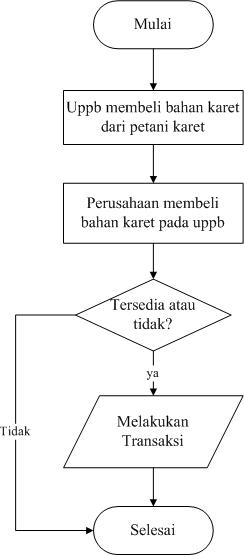 Mulai
Uppb membeli bahan karet
dari petani karet
Perusahaan membeli
bahan karet pada uppb
Tersedia atau
tidak?
ya
Melakukan
Transaksi
Tidak
Selesai